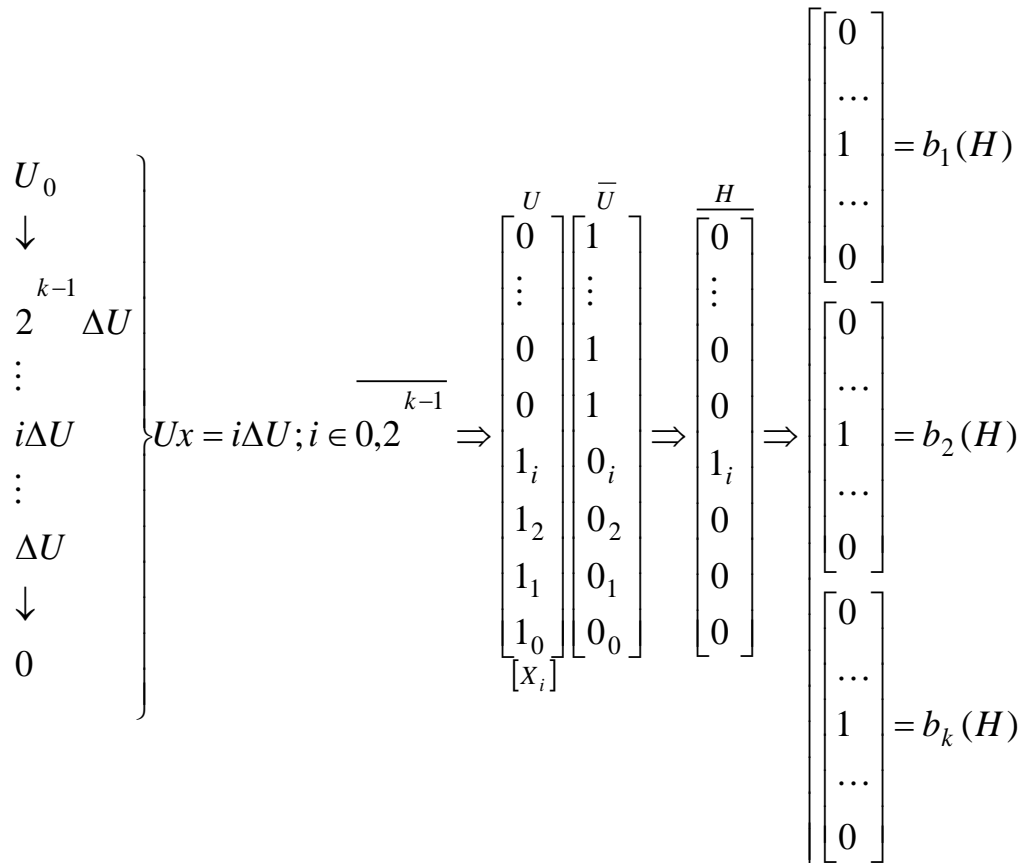 U_0
↓
2^{k-1} ΔU
⋮
iΔU
⋮
ΔU
↓
0
} Ux = iΔU; i ∈ \overline{0,2^{k-1}} ⇒
U
[0
⋮
0
0
1_i
1_2
1_1
1_0]
[X_i]
\overline{U}
[1
⋮
1
1
0_i
0_2
0_1
0_0]
⇒
H
[0
⋮
0
0
1_i
0
0
0]
⇒
[0
…
1
…
0] = b_1(H)
[0
…
1
…
0] = b_2(H)
[0
…
1
…
0] = b_k(H)